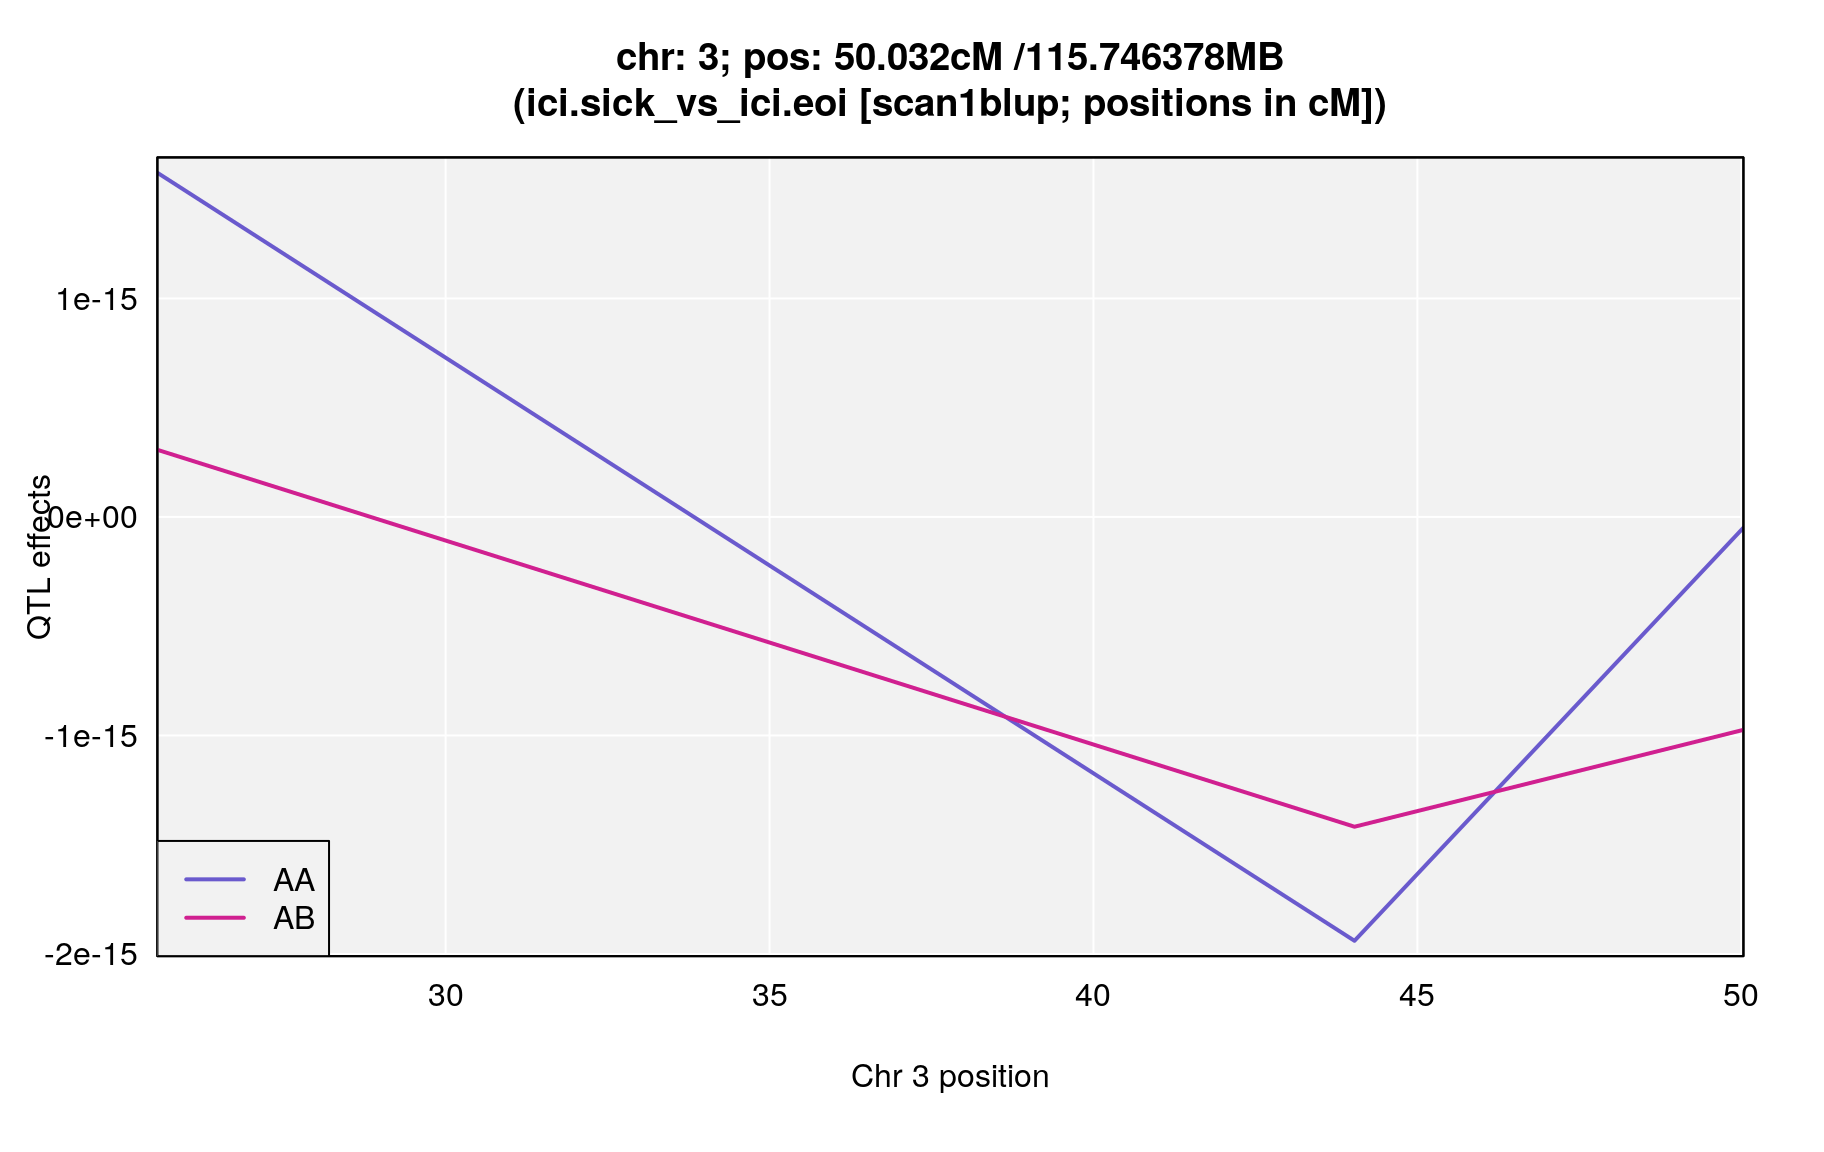 chr: 3; pos: 50.032cM /115.746378MB
(ici.sick_vs_ici.eoi [scan1blup; positions in cM])
QTL effects
1e-15
0e+00
-1e-15
-2e-15
AA
AB
30 35 40 45 50
Chr 3 position